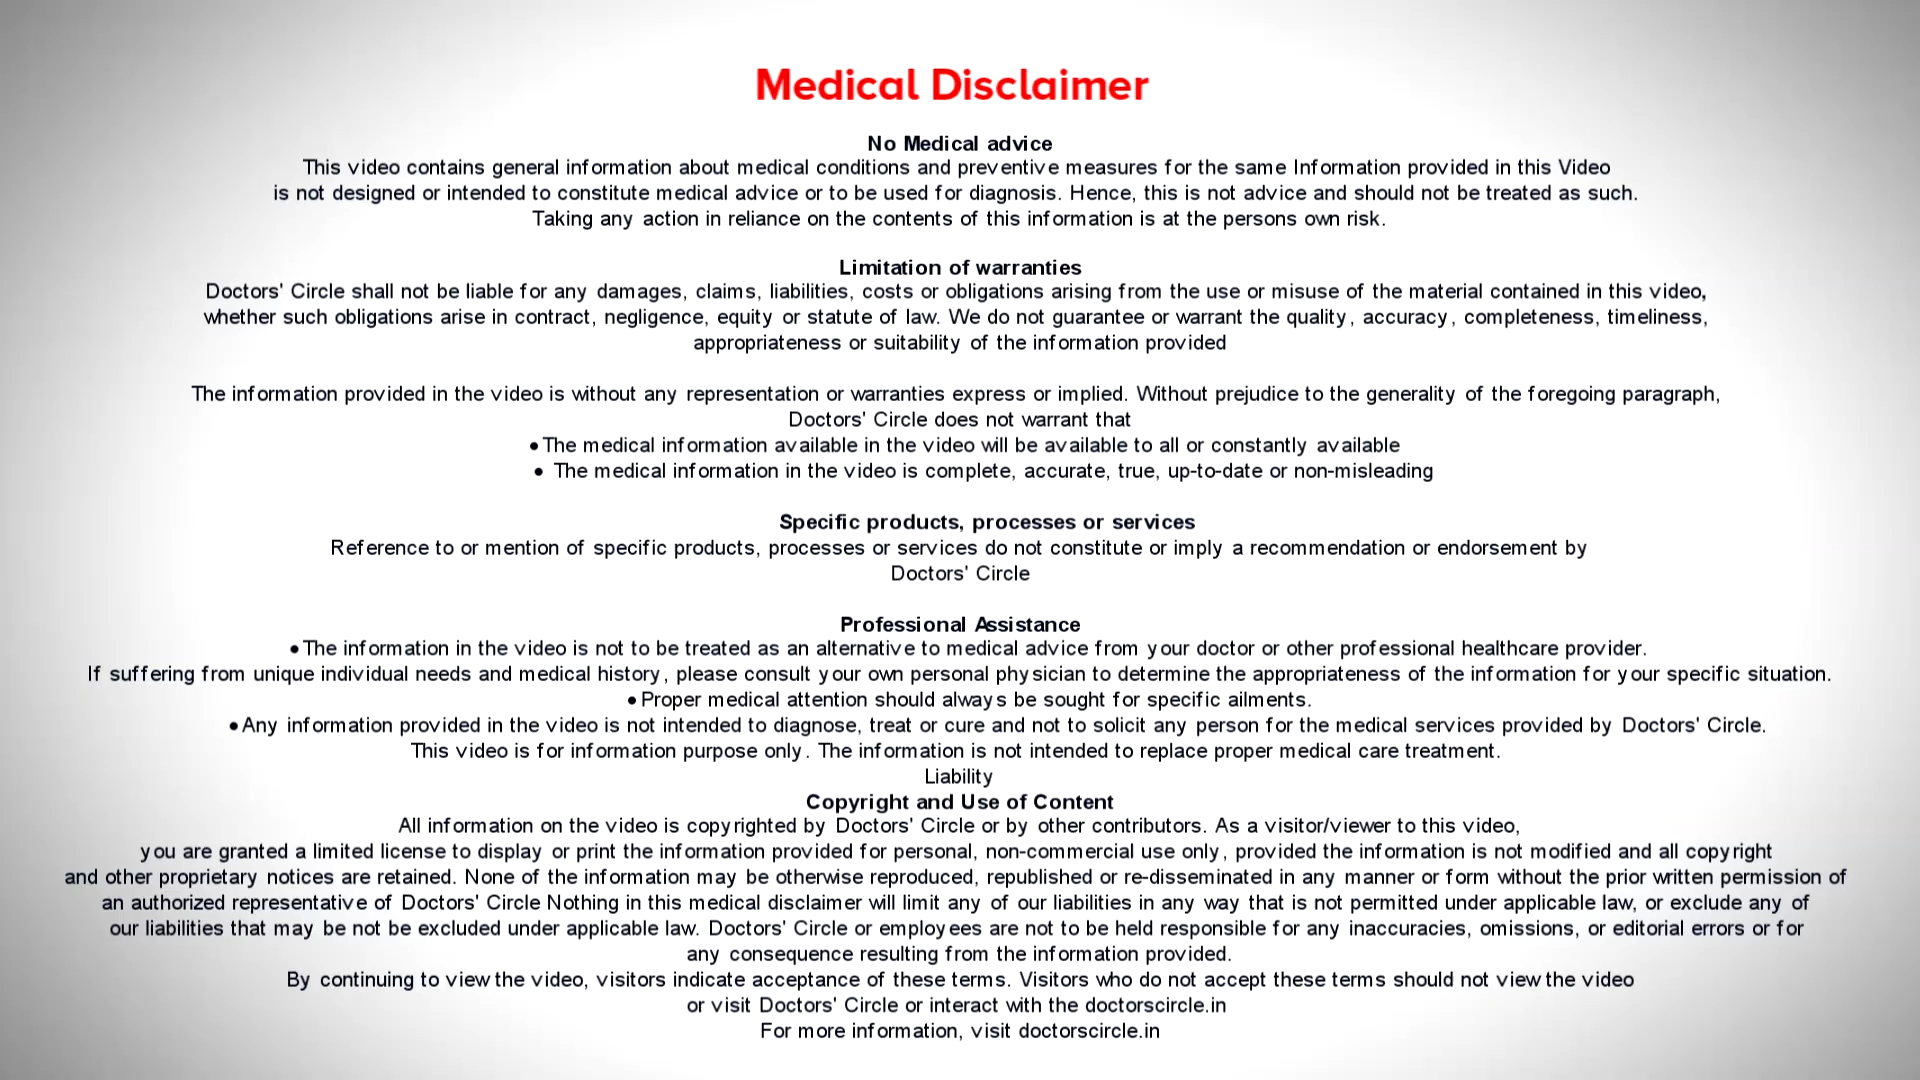 Medical Disclaimer
No Medical advice
This video contains general information about medical conditions and preventive measures for the same Information provided in this Video
is not designed or intended to constitute medical advice or to be used for diagnosis. Hence, this is not advice and should not be treated as such.
Taking any action in reliance on the contents of this information is at the persons own risk.
Limitation of warranties
Doctors' Circle shall not be liable for any damages, claims, liabilities, costs or obligations arising from the use or misuse of the material contained in this video,
whether such obligations arise in contract, negligence, equity or statute of law. We do not guarantee or warrant the quality, accuracy, completeness, timeliness,
appropriateness or suitability of the information provided
The information provided in the video is without any representation or warranties express or implied. Without prejudice to the generality of the foregoing paragraph,
Doctors' Circle does not warrant that
•The medical information available in the video will be available to all or constantly available
• The medical information in the video is complete, accurate, true, up-to-date or non-misleading
Specific products, processes or services
Reference to or mention of specific products, processes or services do not constitute or imply a recommendation or endorsement by
Doctors' Circle
Professional Assistance
•The information in the video is not to be treated as an alternative to medical advice from your doctor or other professional healthcare provider.
If suffering from unique individual needs and medical history, please consult your own personal physician to determine the appropriateness of the information for your specific situation.
•Proper medical attention should always be sought for specific ailments.
•Any information provided in the video is not intended to diagnose, treat or cure and not to solicit any person for the medical services provided by Doctors' Circle.
This video is for information purpose only. The information is not intended to replace proper medical care treatment.
Liability
Copyright and Use of Content
All information on the video is copyrighted by Doctors' Circle or by other contributors. As a visitor/viewer to this video,
you are granted a limited license to display or print the information provided for personal, non-commercial use only, provided the information is not modified and all copyright
and other proprietary notices are retained. None of the information may be otherwise reproduced, republished or re-disseminated in any manner or form without the prior written permission of
an authorized representative of Doctors' Circle Nothing in this medical disclaimer will limit any of our liabilities in any way that is not permitted under applicable law, or exclude any of
our liabilities that may be not be excluded under applicable law. Doctors' Circle or employees are not to be held responsible for any inaccuracies, omissions, or editorial errors or for
any consequence resulting from the information provided.
By continuing to view the video, visitors indicate acceptance of these terms. Visitors who do not accept these terms should not view the video
or visit Doctors' Circle or interact with the doctorscircle.in
For more information, visit doctorscircle.in